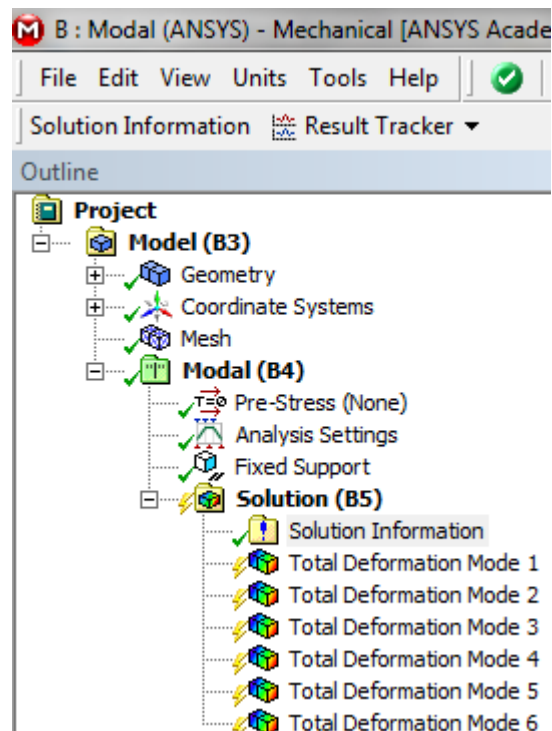 B : Modal (ANSYS) - Mechanical [ANSYS Acade
File Edit View Units Tools Help
Solution Information Result Tracker
Outline
Project
Model (B3)
Geometry
Coordinate Systems
Mesh
Modal (B4)
Pre-Stress (None)
Analysis Settings
Fixed Support
Solution (B5)
Solution Information
Total Deformation Mode 1
Total Deformation Mode 2
Total Deformation Mode 3
Total Deformation Mode 4
Total Deformation Mode 5
Total Deformation Mode 6